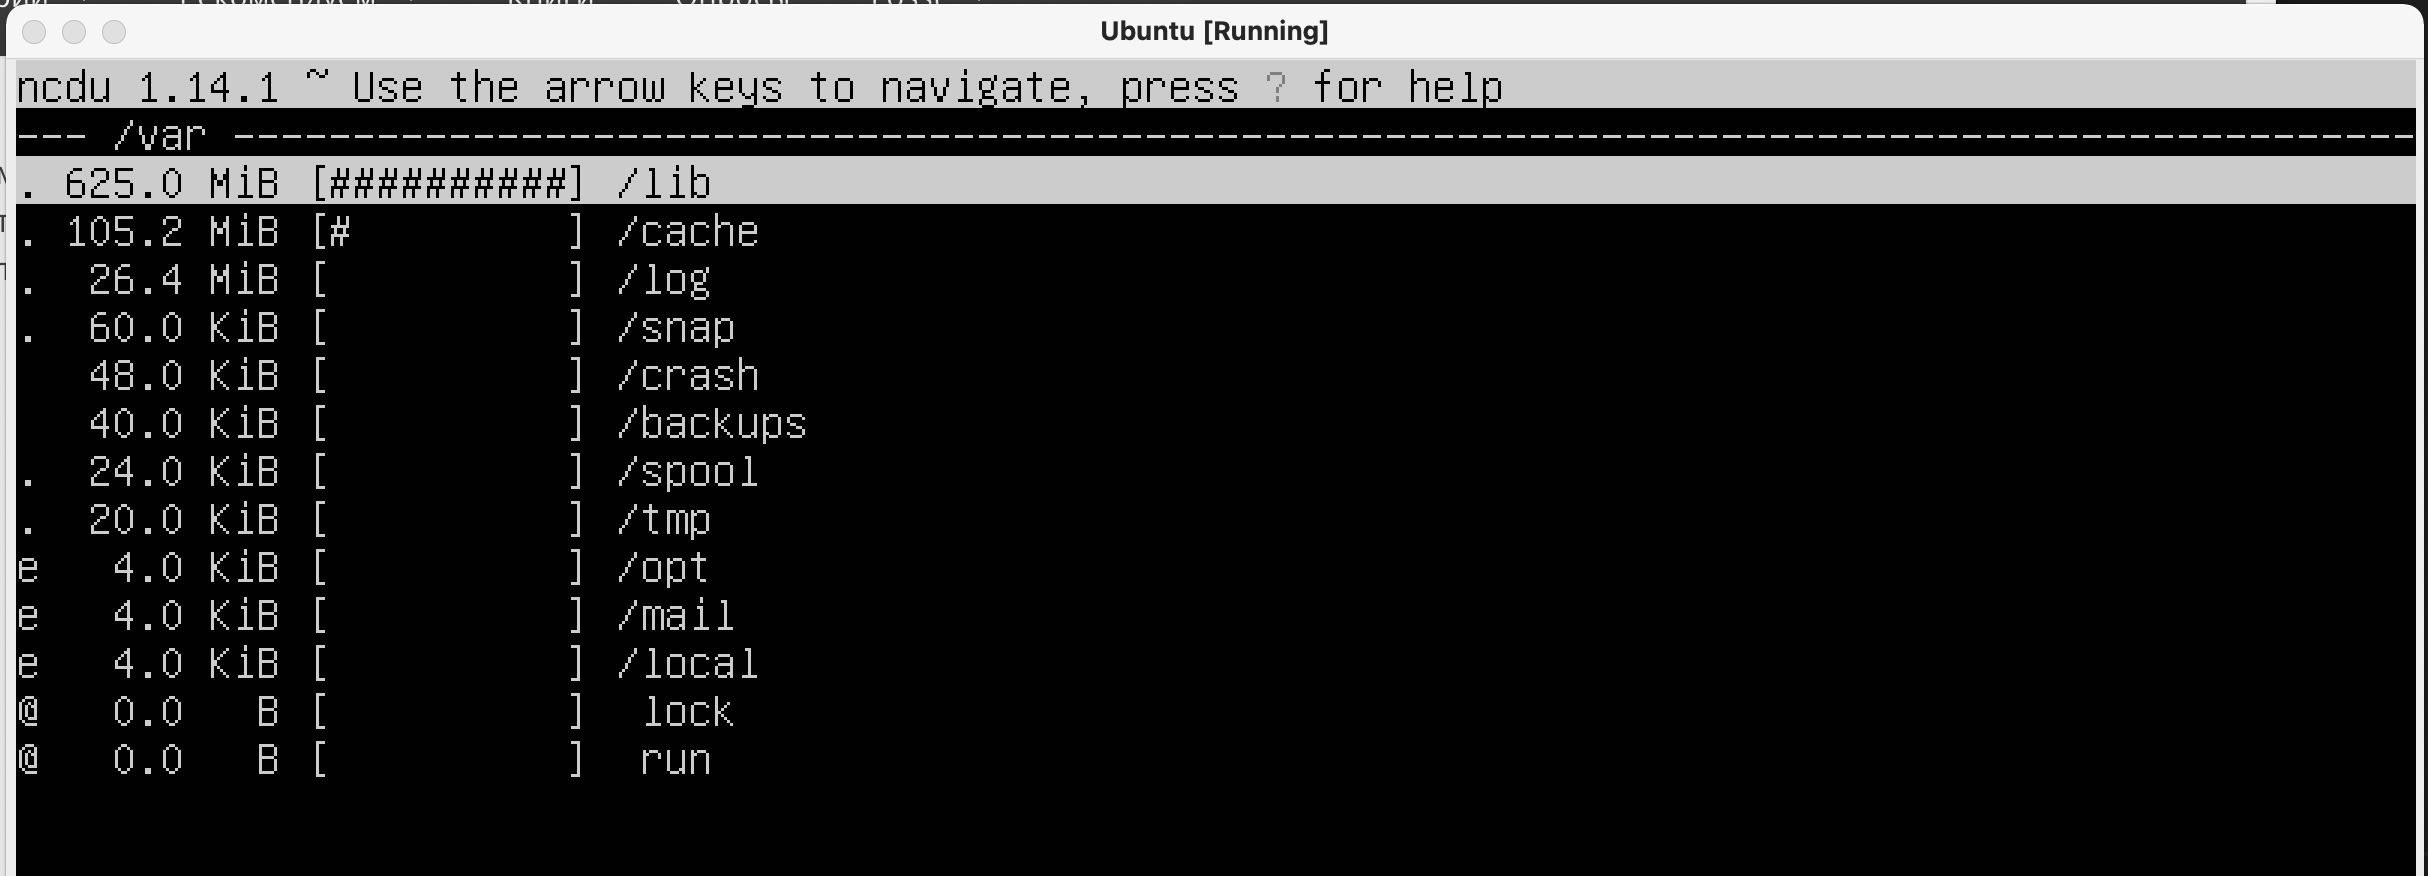 Ubuntu [Running]
ncdu 1.14.1 ~ Use the arrow keys to navigate, press ? for help
--- /var -------------------------------------------------------------------------------------------
. 625.0 MiB [##########] /lib
. 105.2 MiB [#         ] /cache
.  26.4 MiB [          ] /log
.  60.0 KiB [          ] /snap
   48.0 KiB [          ] /crash
   40.0 KiB [          ] /backups
.  24.0 KiB [          ] /spool
.  20.0 KiB [          ] /tmp
e   4.0 KiB [          ] /opt
e   4.0 KiB [          ] /mail
e   4.0 KiB [          ] /local
@   0.0   B [          ]  lock
@   0.0   B [          ]  run